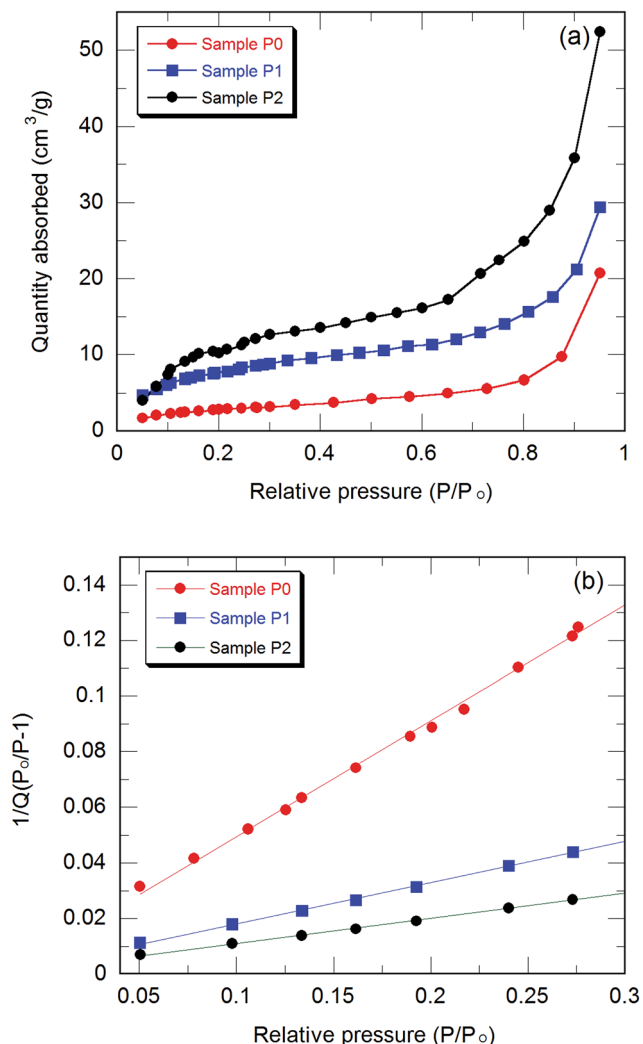 (a)
Sample P0
Sample P1
Sample P2
Quantity absorbed (cm³/g)
50
40
30
20
10
0
0 0.2 0.4 0.6 0.8 1
Relative pressure (P/P₀)
(b)
Sample P0
Sample P1
Sample P2
1/Q(P₀/P-1)
0.14
0.12
0.1
0.08
0.06
0.04
0.02
0
0.05 0.1 0.15 0.2 0.25 0.3
Relative pressure (P/P₀)